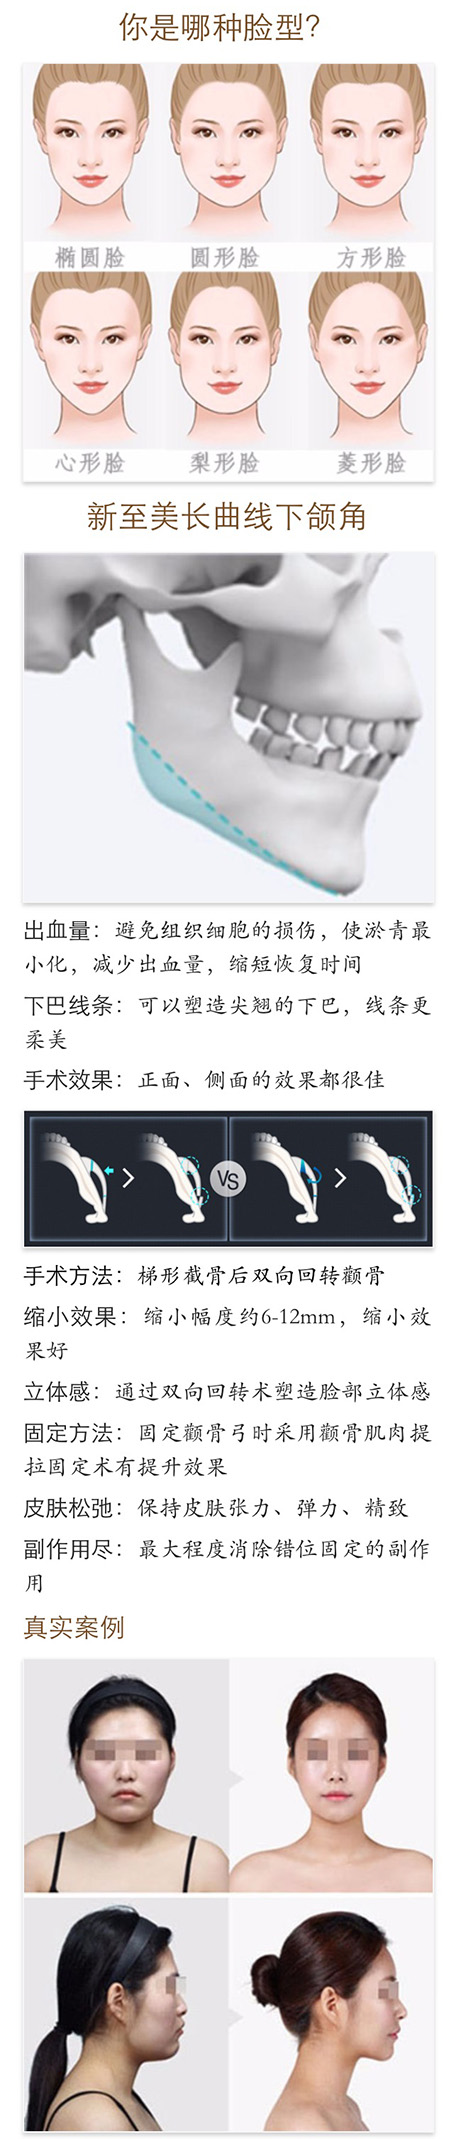 你是哪种脸型?
椭圆脸 圆形脸 方形脸
心形脸 梨形脸 菱形脸
新至美长曲线下颌角
出血量：避免组织细胞的损伤，使淤青最
小化，减少出血量，缩短恢复时间
下巴线条：可以塑造尖翘的下巴，线条更
柔美
手术效果：正面、侧面的效果都很佳
VS
手术方法：梯形截骨后双向回转颧骨
缩小效果：缩小幅度约6-12mm，缩小效
果好
立体感：通过双向回转术塑造脸部立体感
固定方法：固定颧骨弓时采用颧骨肌肉提
拉固定术有提升效果
皮肤松弛：保持皮肤张力、弹力、精致
副作用尽：最大程度消除错位固定的副作
用
真实案例